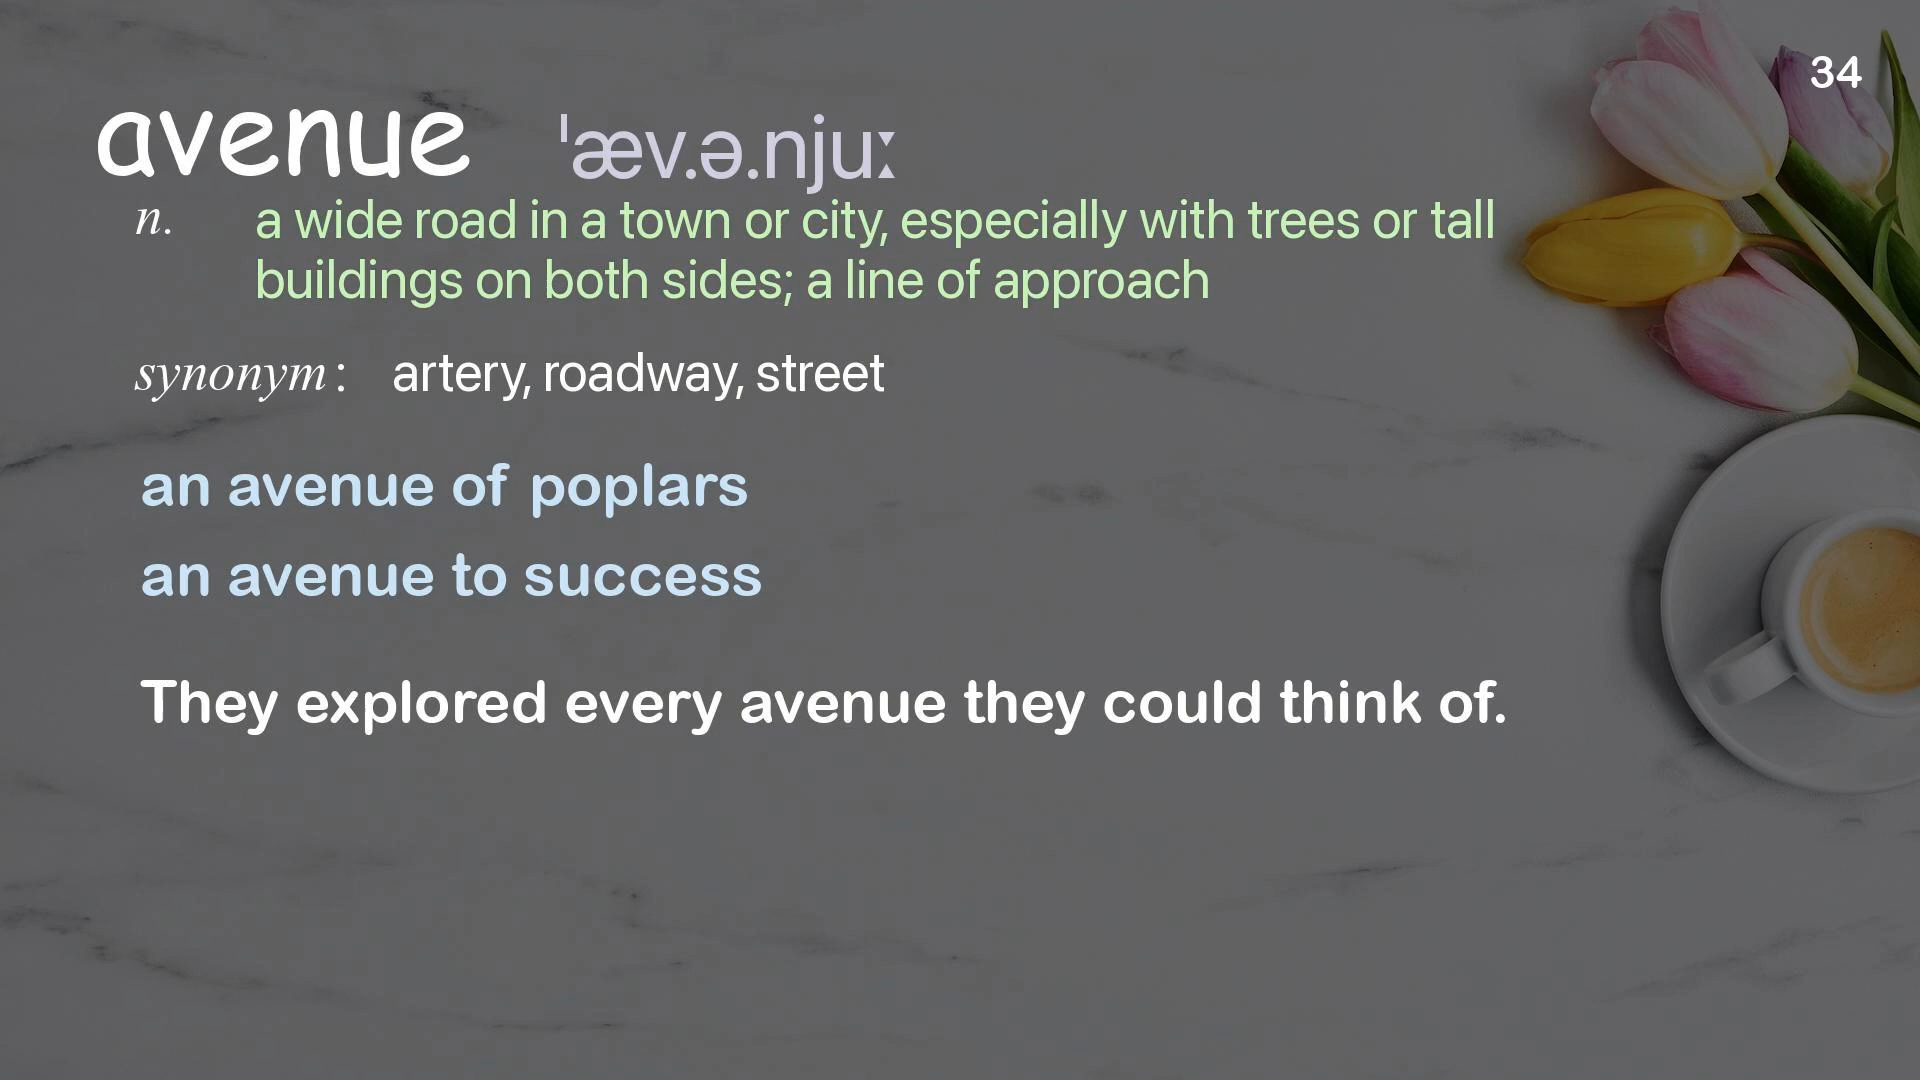 34
avenue ˈæv.ə.njuː
n. a wide road in a town or city, especially with trees or tall
buildings on both sides; a line of approach
synonym: artery, roadway, street
an avenue of poplars
an avenue to success
They explored every avenue they could think of.